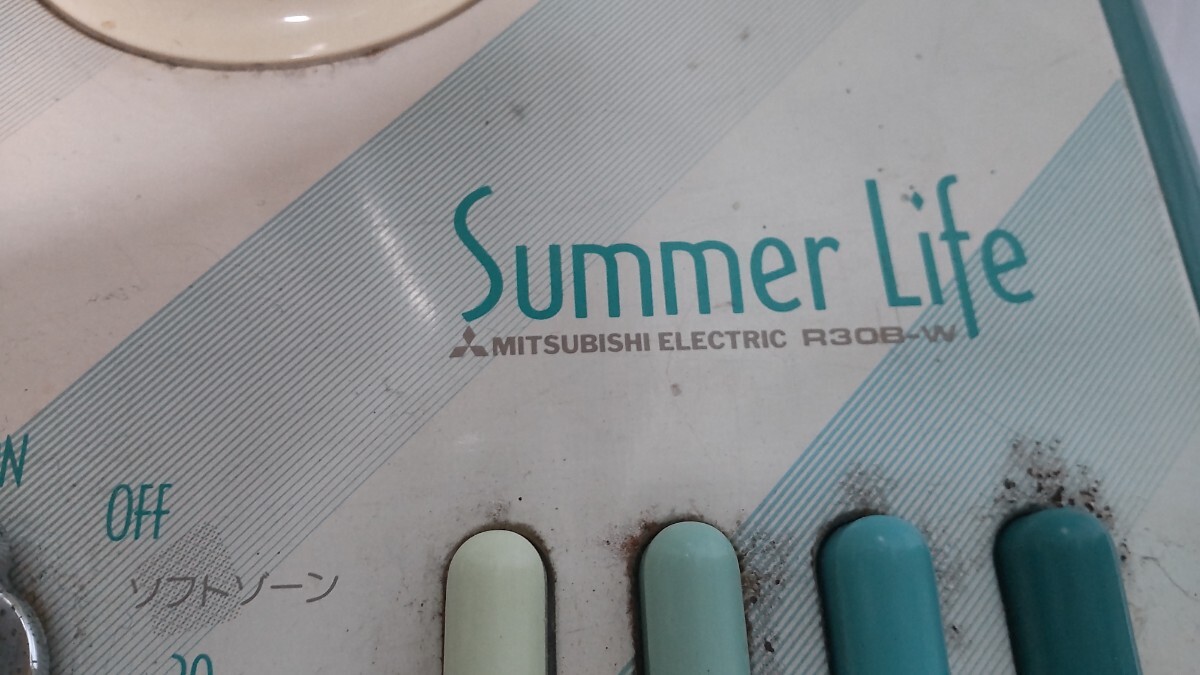 Summer Life
MITSUBISHI ELECTRIC R30B-W
OFF
ソフトゾーン